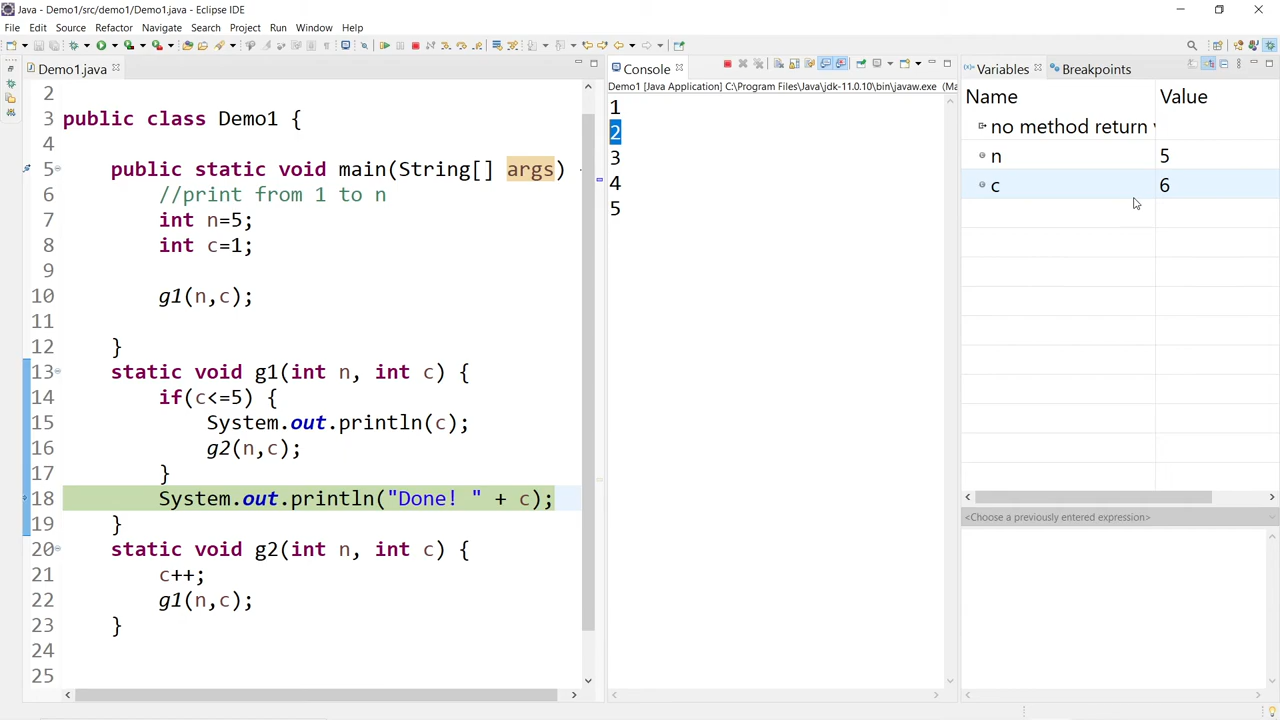 Java - Demo1/src/demo1/Demo1.java - Eclipse IDE
File Edit Source Refactor Navigate Search Project Run Window Help
Demo1.java
2
3 public class Demo1 {
5 public static void main(String[] args)
6 //print from 1 to n
7 int n=5;
8 int c=1;
9
10 g1(n,c);
11
12 }
13 static void g1(int n, int c) {
14 if(c<=5) {
15 System.out.println(c);
16 g2(n,c);
17 }
18 System.out.println("Done! " + c);
19 }
20 static void g2(int n, int c) {
21 c++;
22 g1(n,c);
23 }
24
25
Console
Demo1 [Java Application] C:\Program Files\Java\jdk-11.0.10\bin\javaw.exe (Ma
1
2
3
4
5
Variables Breakpoints
Name Value
no method return v
n 5
c 6
<Choose a previously entered expression>